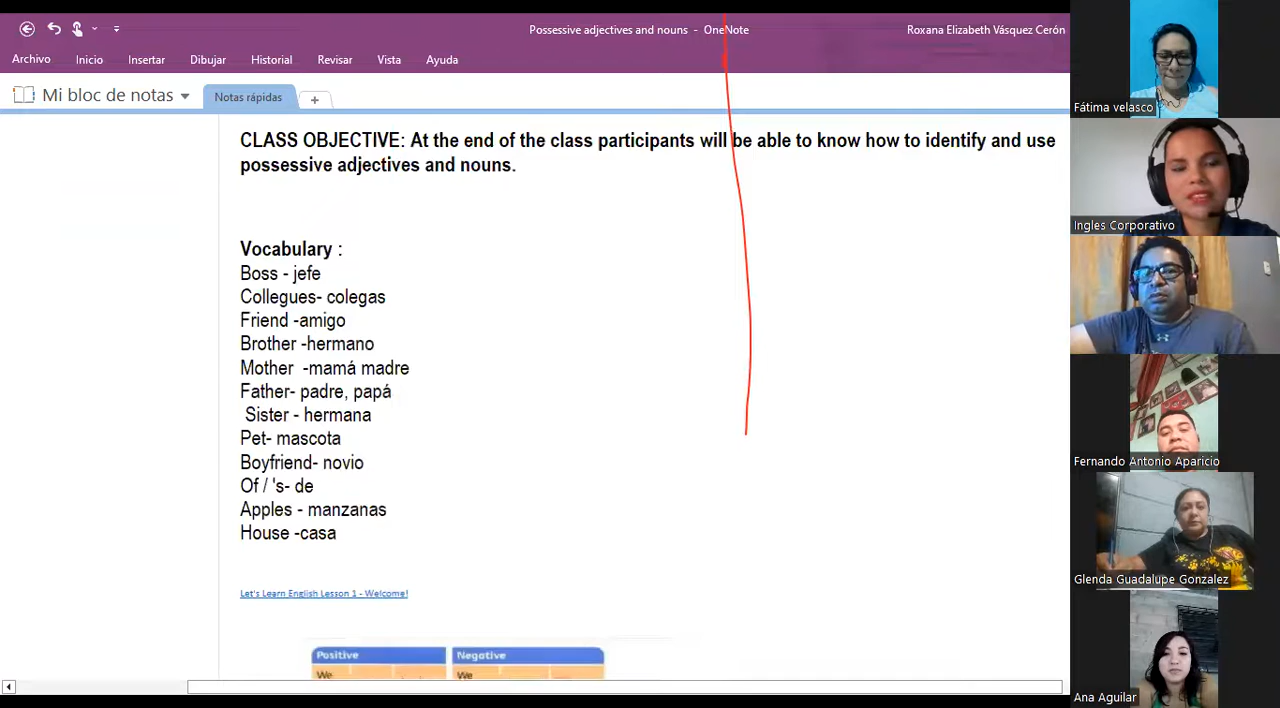 Possessive adjectives and nouns - OneNote
Roxana Elizabeth Vásquez Cerón
Archivo Inicio Insertar Dibujar Historial Revisar Vista Ayuda
Mi bloc de notas
Notas rápidas
CLASS OBJECTIVE: At the end of the class participants will be able to know how to identify and use
possessive adjectives and nouns.
Vocabulary :
Boss - jefe
Collegues- colegas
Friend -amigo
Brother -hermano
Mother -mamá madre
Father- padre, papá
Sister - hermana
Pet- mascota
Boyfriend- novio
Of / 's- de
Apples - manzanas
House -casa
Let's Learn English Lesson 1 - Welcome!
Positive Negative
We We
Fátima velasco
Ingles Corporativo
Fernando Antonio Aparicio
Glenda Guadalupe Gonzalez
Ana Aguilar